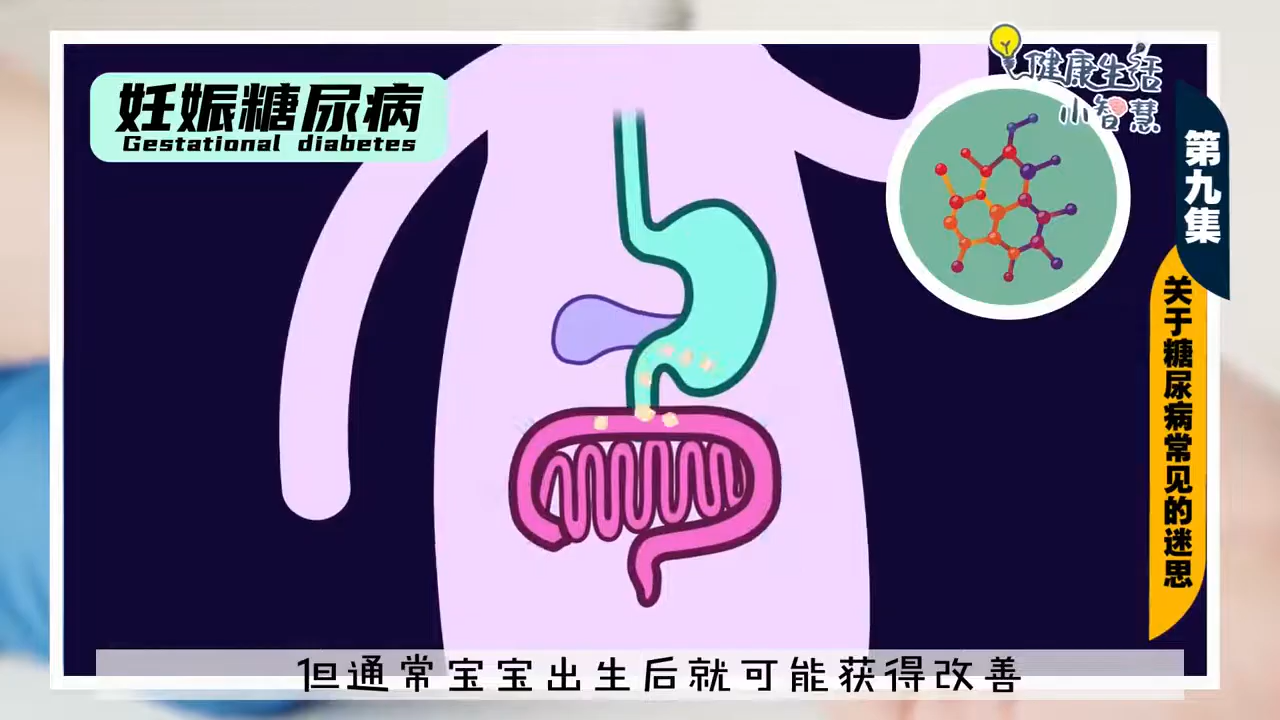 妊娠糖尿病
Gestational diabetes
健康生活
小智慧
第九集
关于糖尿病常见的迷思
但通常宝宝出生后就可能获得改善